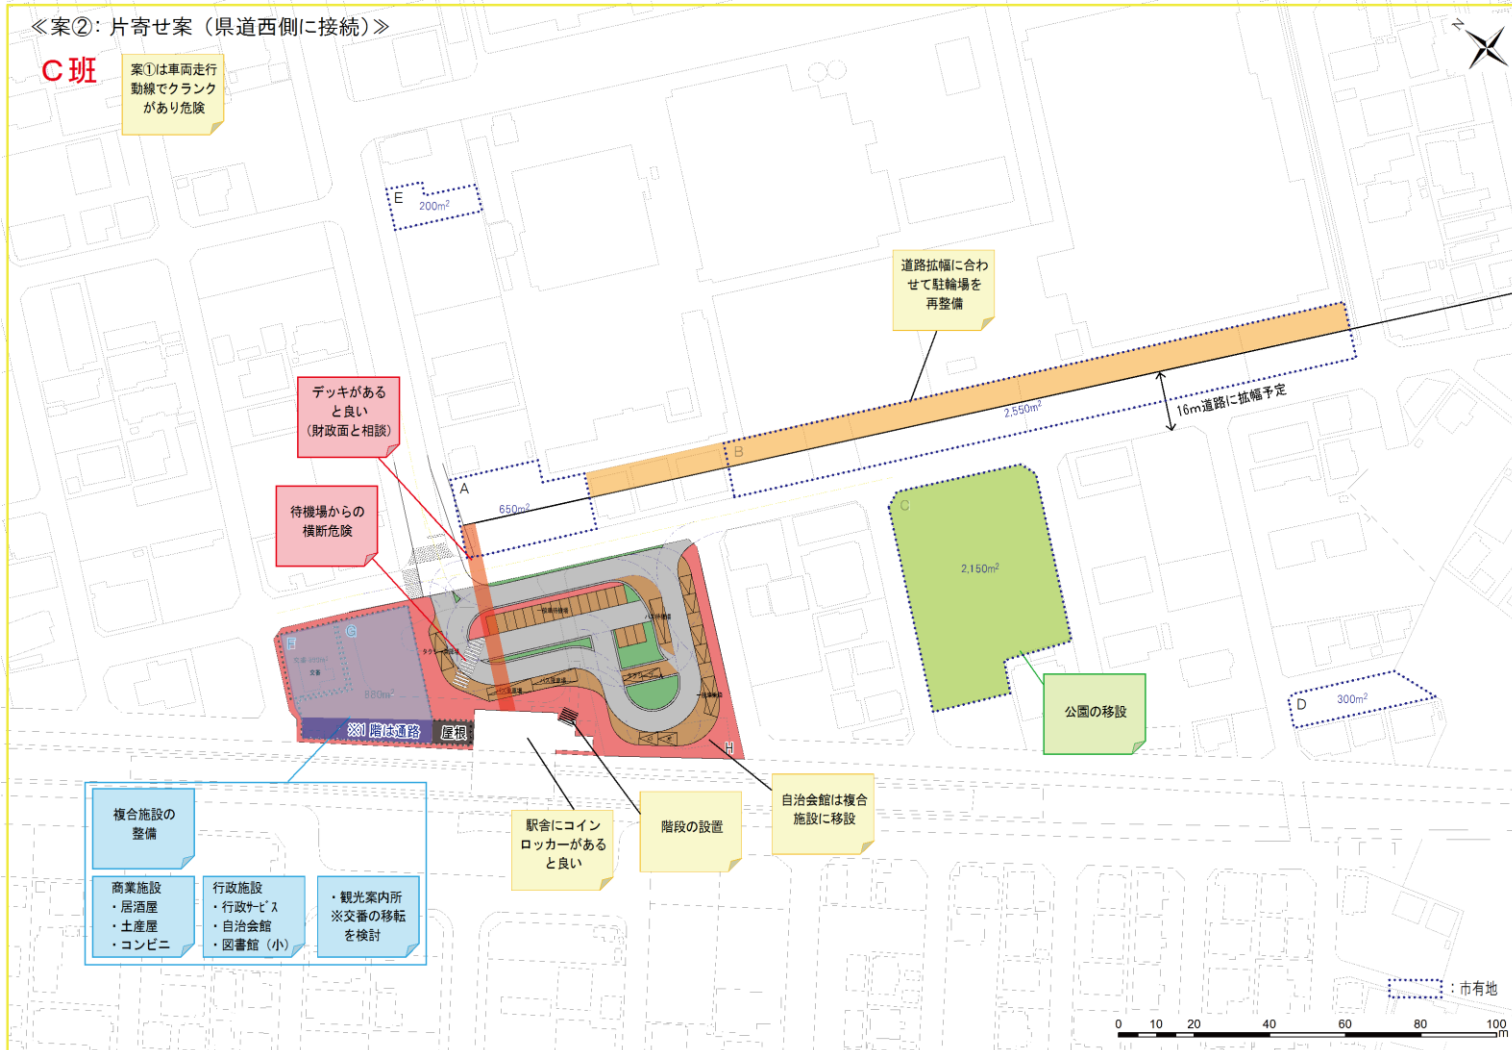 ≪案②: 片寄せ案（県道西側に接続）≫
C班
案①は車両走行
動線でクランク
があり危険
N
E
200m²
道路拡幅に合わ
せて駐輪場を
再整備
デッキがある
と良い
（財政面と相談）
16m道路に拡幅予定
2,550m²
B
A
650m²
待機場からの
横断危険
C
2,150m²
G
880m²
交番
※1階は通路
屋根
H
D
300m²
公園の移設
複合施設の
整備
商業施設
・居酒屋
・土産屋
・コンビニ
行政施設
・行政サービス
・自治会館
・図書館（小）
・観光案内所
※交番の移転
を検討
駅舎にコイン
ロッカーがある
と良い
階段の設置
自治会館は複合
施設に移設
：市有地
0 10 20 40 60 80 100
m